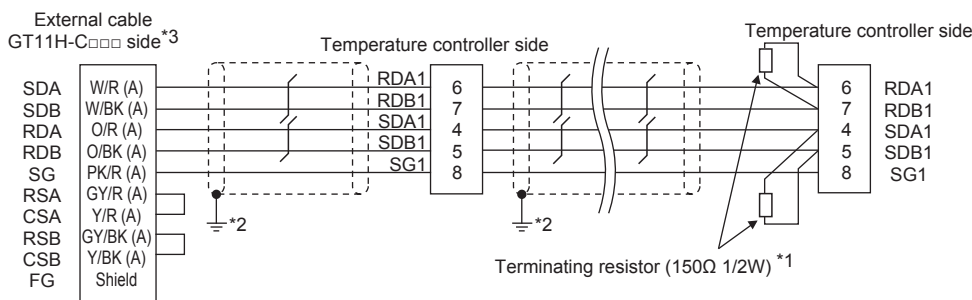 External cable
GT11H-C□□□ side*3
Temperature controller side
Temperature controller side
SDA W/R (A) RDA1 6 6 RDA1
SDB W/BK (A) RDB1 7 7 RDB1
RDA O/R (A) SDA1 4 4 SDA1
RDB O/BK (A) SDB1 5 5 SDB1
SG PK/R (A) SG1 8 8 SG1
RSA GY/R (A)
CSA Y/R (A)
*2 *2
RSB GY/BK (A)
CSB Y/BK (A)
Terminating resistor (150Ω 1/2W) *1
FG Shield